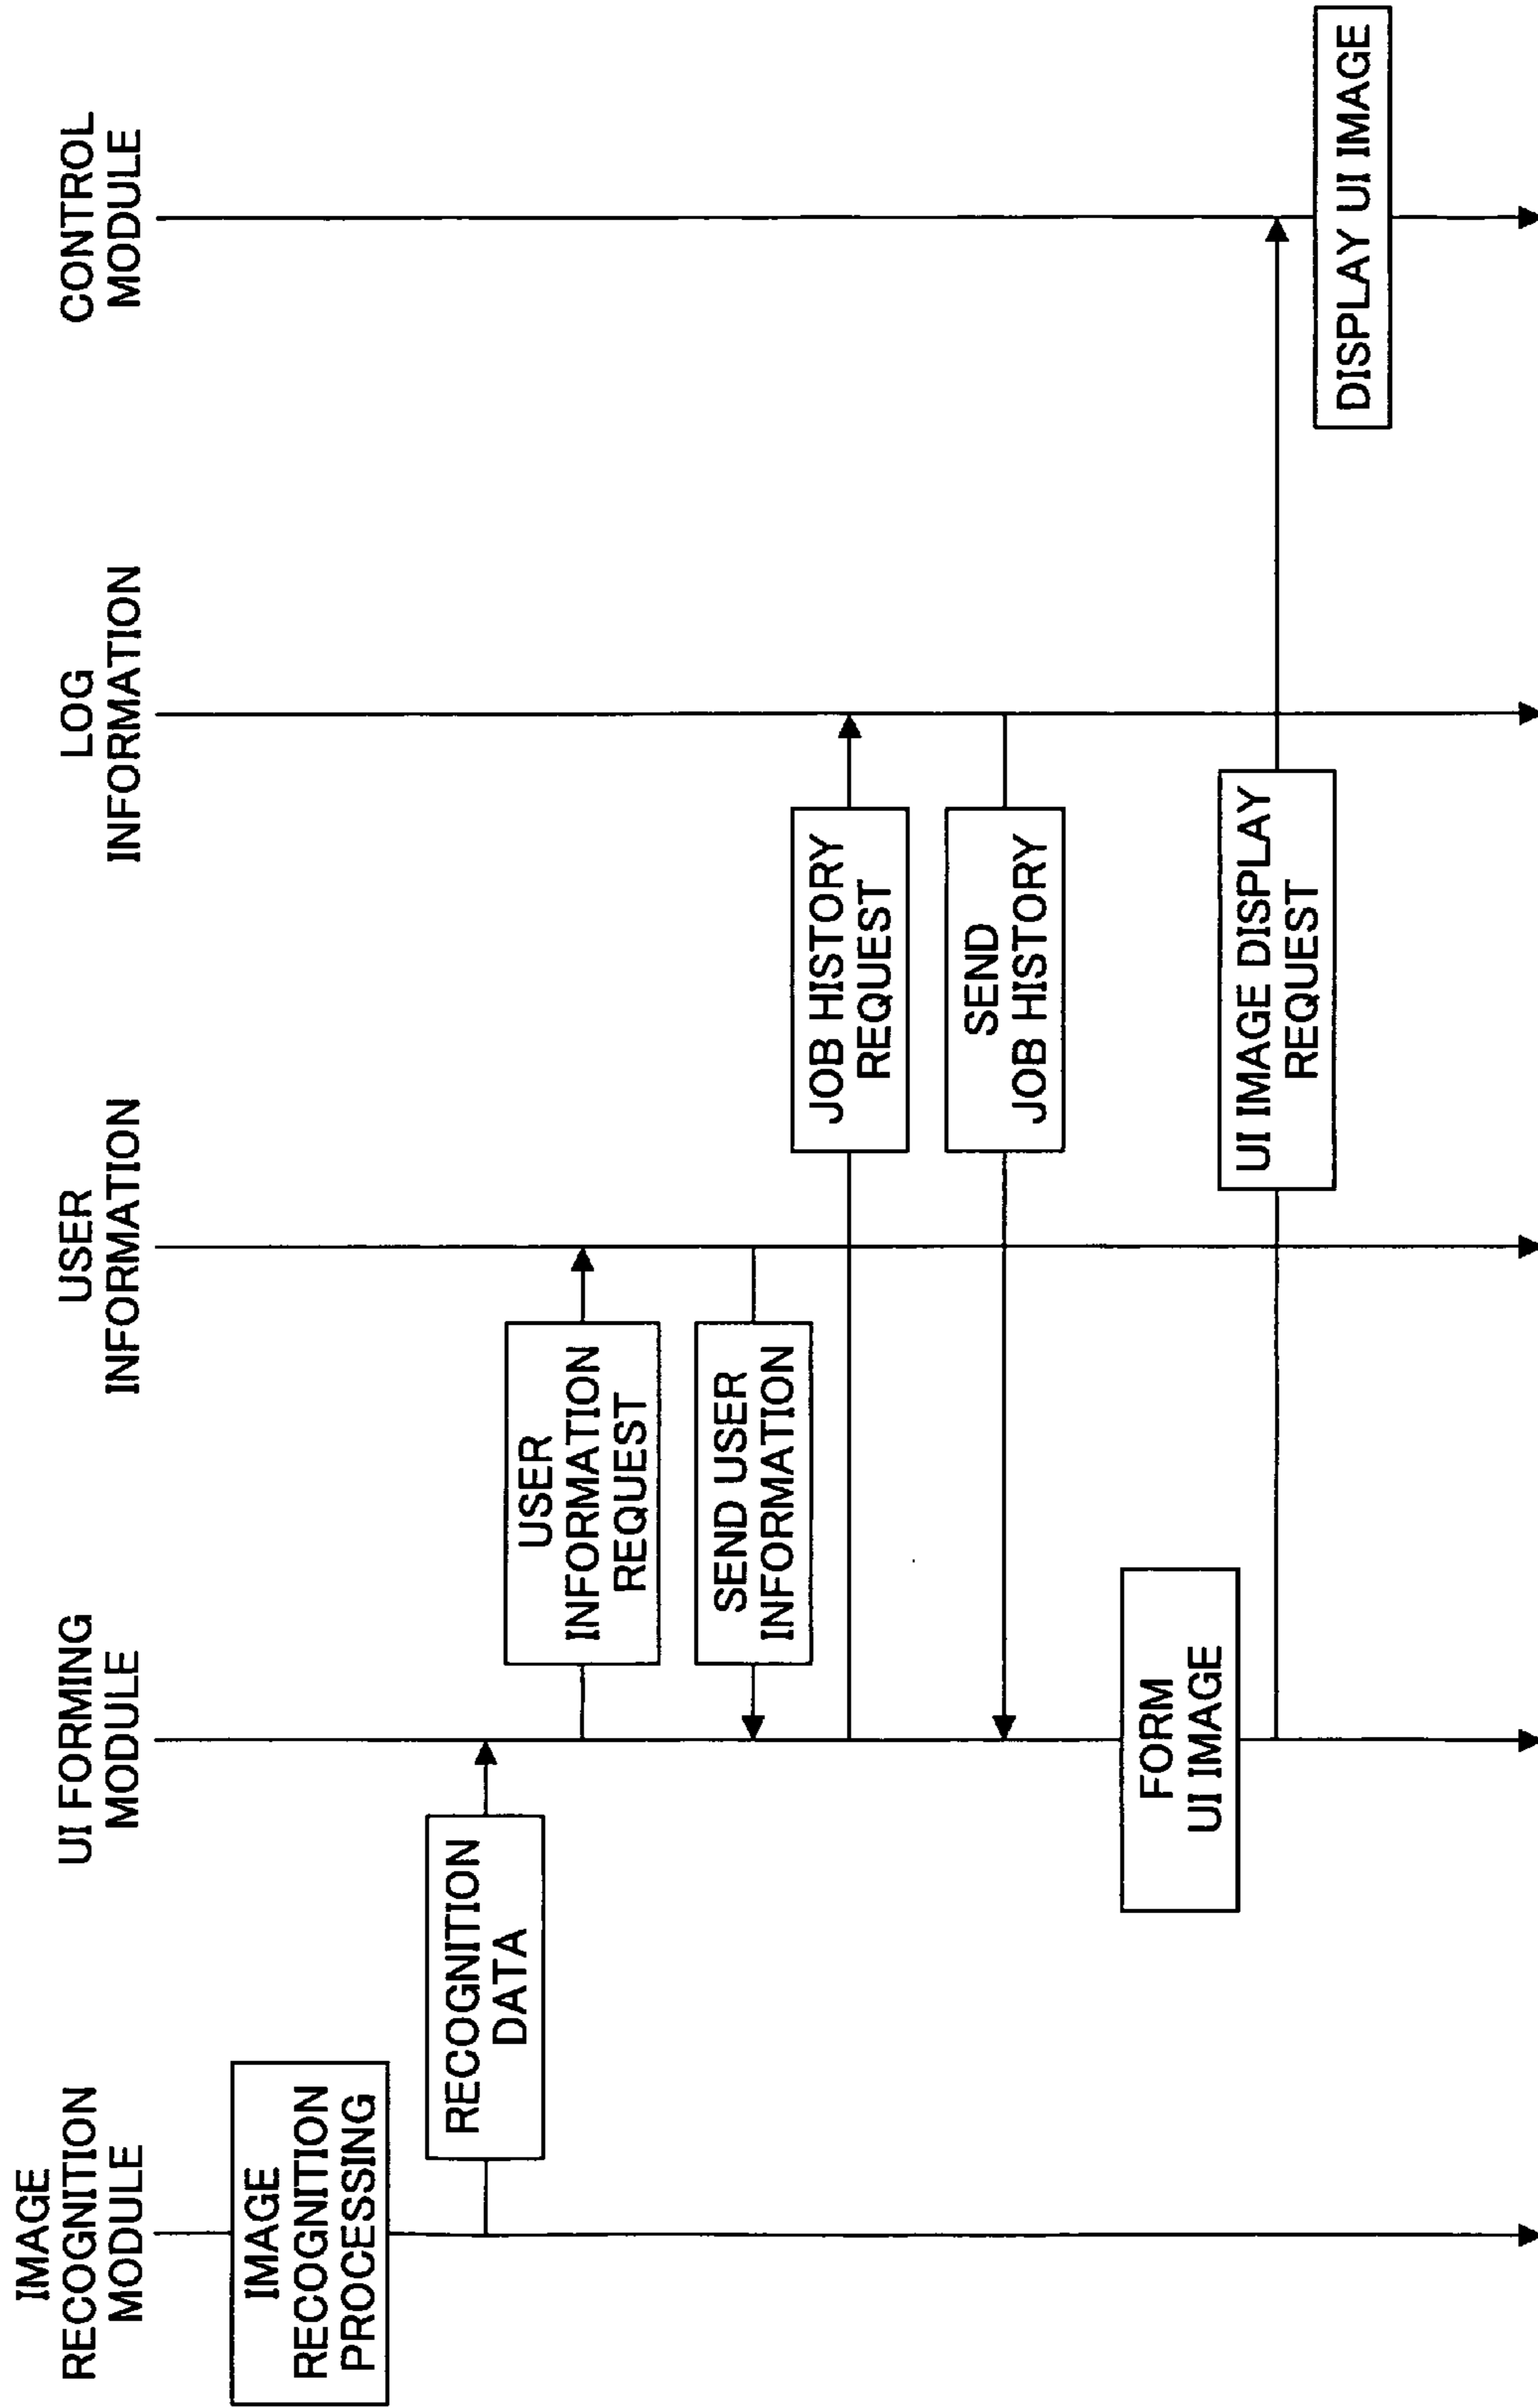 IMAGE
RECOGNITION
MODULE
UI FORMING
MODULE
USER
INFORMATION
LOG
INFORMATION
CONTROL
MODULE
IMAGE
RECOGNITION
PROCESSING
RECOGNITION
DATA
USER
INFORMATION
REQUEST
SEND USER
INFORMATION
JOB HISTORY
REQUEST
SEND
JOB HISTORY
FORM
UI IMAGE
UI IMAGE DISPLAY
REQUEST
DISPLAY UI IMAGE